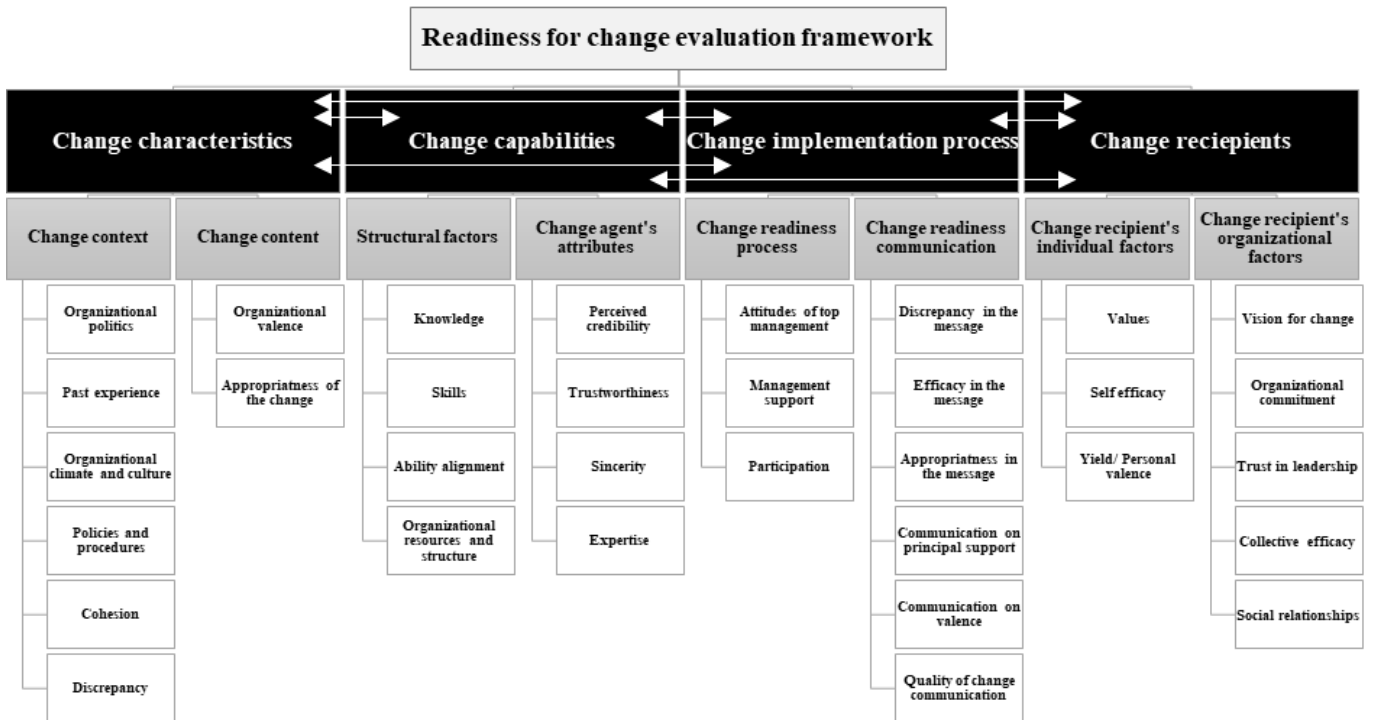 Readiness for change evaluation framework
Change characteristics
Change capabilities
Change implementation process
Change reciepients
Change context
Change content
Structural factors
Change agent's
attributes
Change readiness
process
Change readiness
communication
Change recipient's
individual factors
Change recipient's
organizational
factors
Organizational
politics
Past experience
Organizational
climate and culture
Policies and
procedures
Cohesion
Discrepancy
Organizational
valence
Appropriatness of
the change
Knowledge
Skills
Ability alignment
Organizational
resources and
structure
Perceived
credibility
Trustworthiness
Sincerity
Expertise
Attitudes of top
management
Management
support
Participation
Discrepancy in the
message
Efficacy in the
message
Appropriatness in
the message
Communication on
principal support
Communication on
valence
Quality of change
communication
Values
Self efficacy
Yield/ Personal
valence
Vision for change
Organizational
commitment
Trust in leadership
Collective efficacy
Social relationships